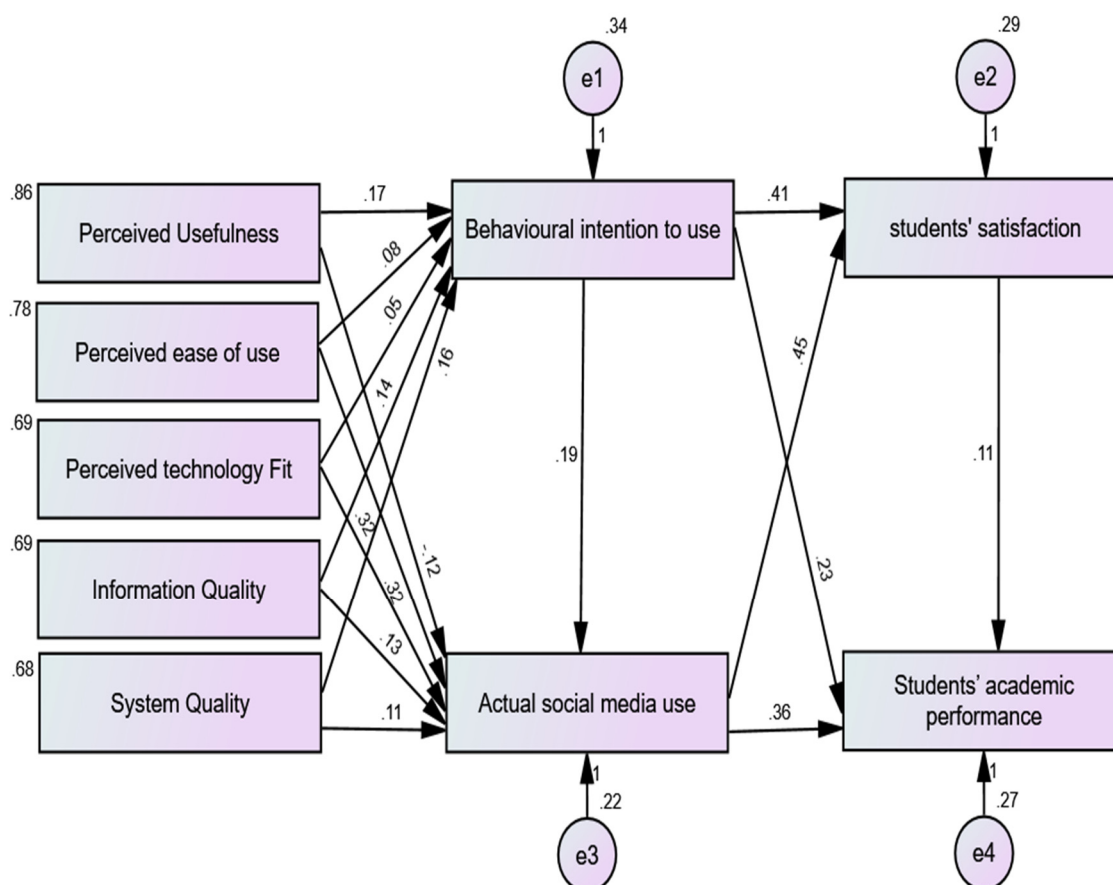 .34
.29
e1
e2
1
1
.86
Perceived Usefulness
.17
Behavioural intention to use
.41
students' satisfaction
.08
.78
Perceived ease of use
.05
.16
.14
.45
.69
Perceived technology Fit
.19
.11
.32
-.12
.23
.69
Information Quality
.32
.13
.68
System Quality
.11
Actual social media use
.36
Students’ academic
performance
1
.22
1
.27
e3
e4